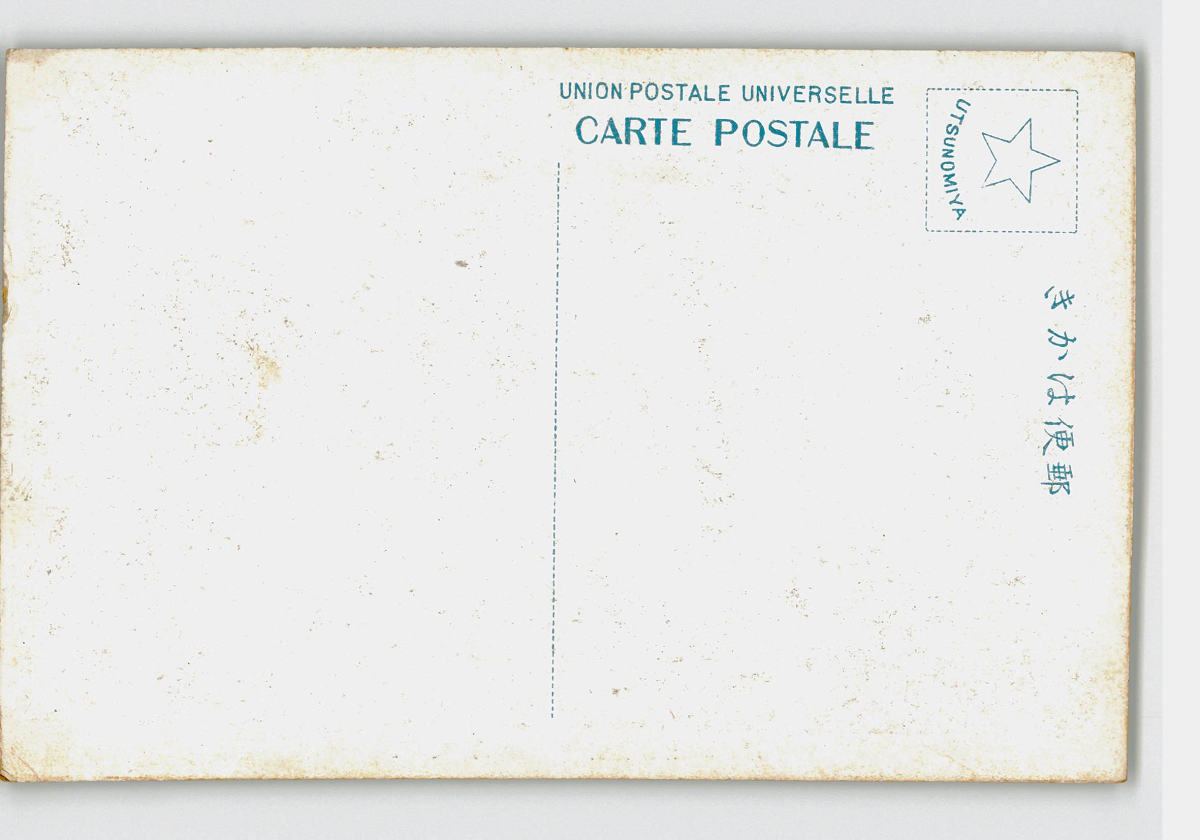 UNION POSTALE UNIVERSELLE
CARTE POSTALE
UTSUNOMIYA
郵便はかき